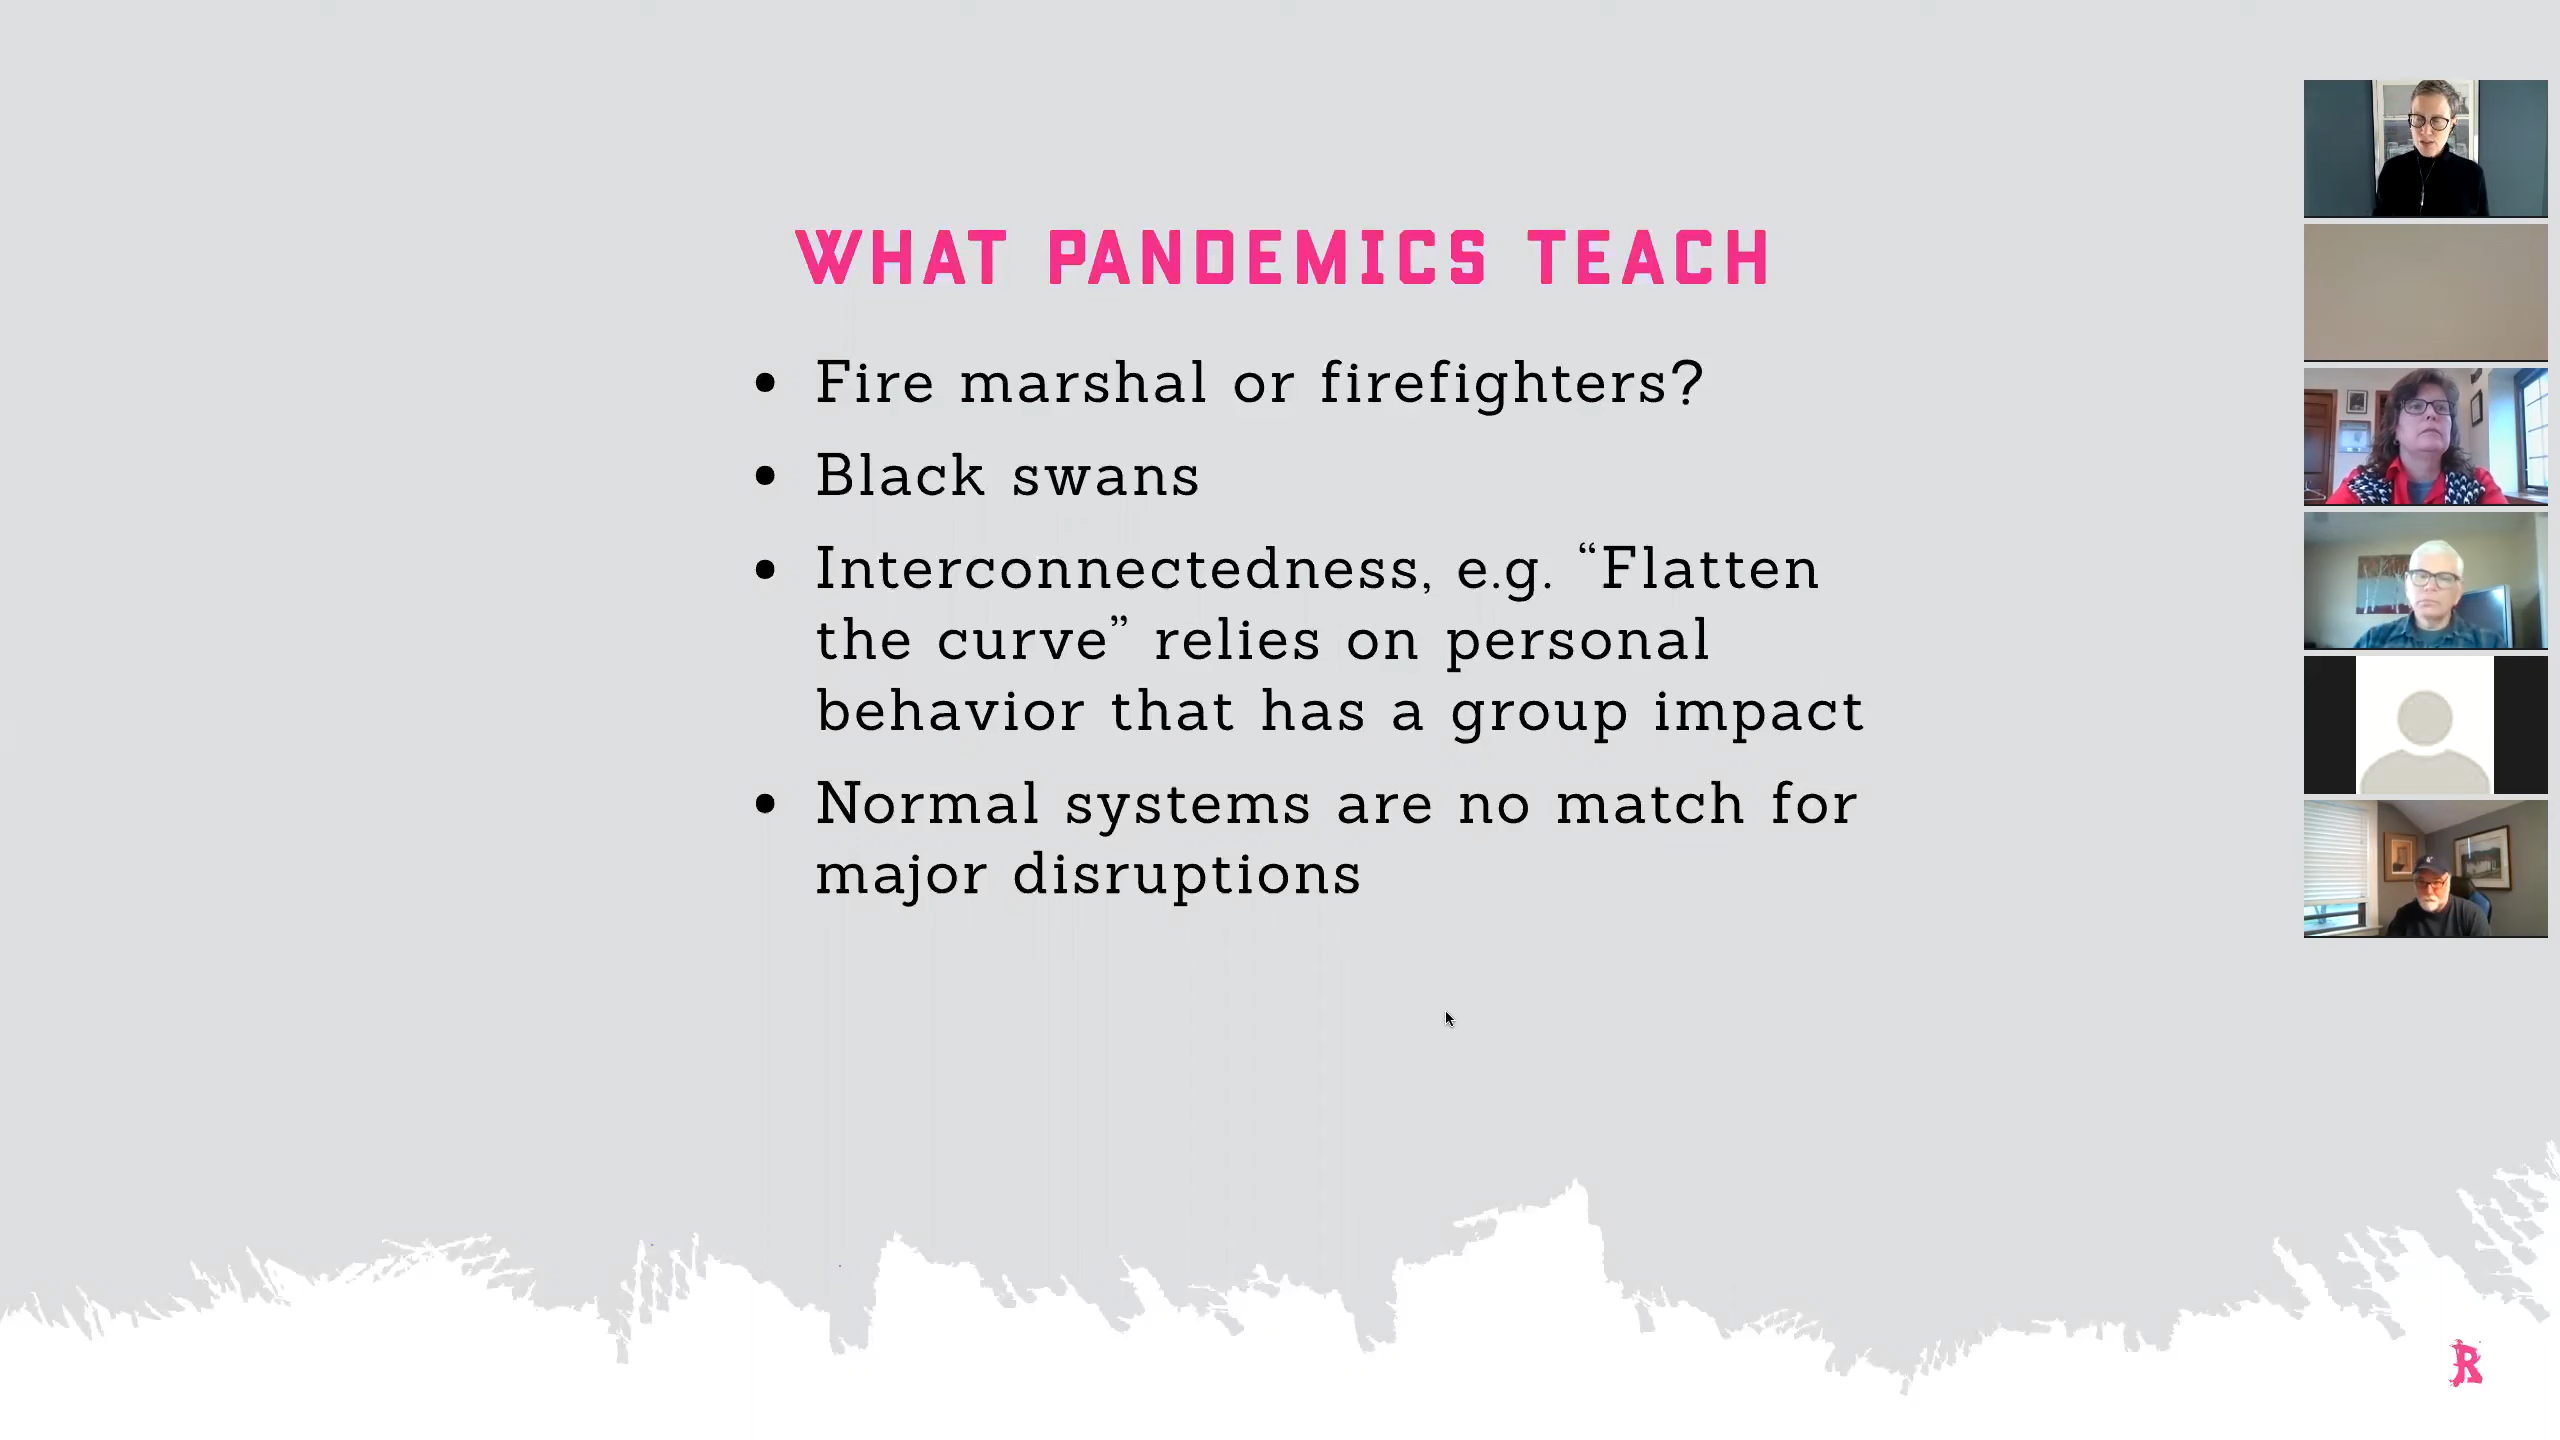 WHAT PANDEMICS TEACH
• Fire marshal or firefighters?
• Black swans
• Interconnectedness, e.g. “Flatten
the curve” relies on personal
behavior that has a group impact
• Normal systems are no match for
major disruptions
R